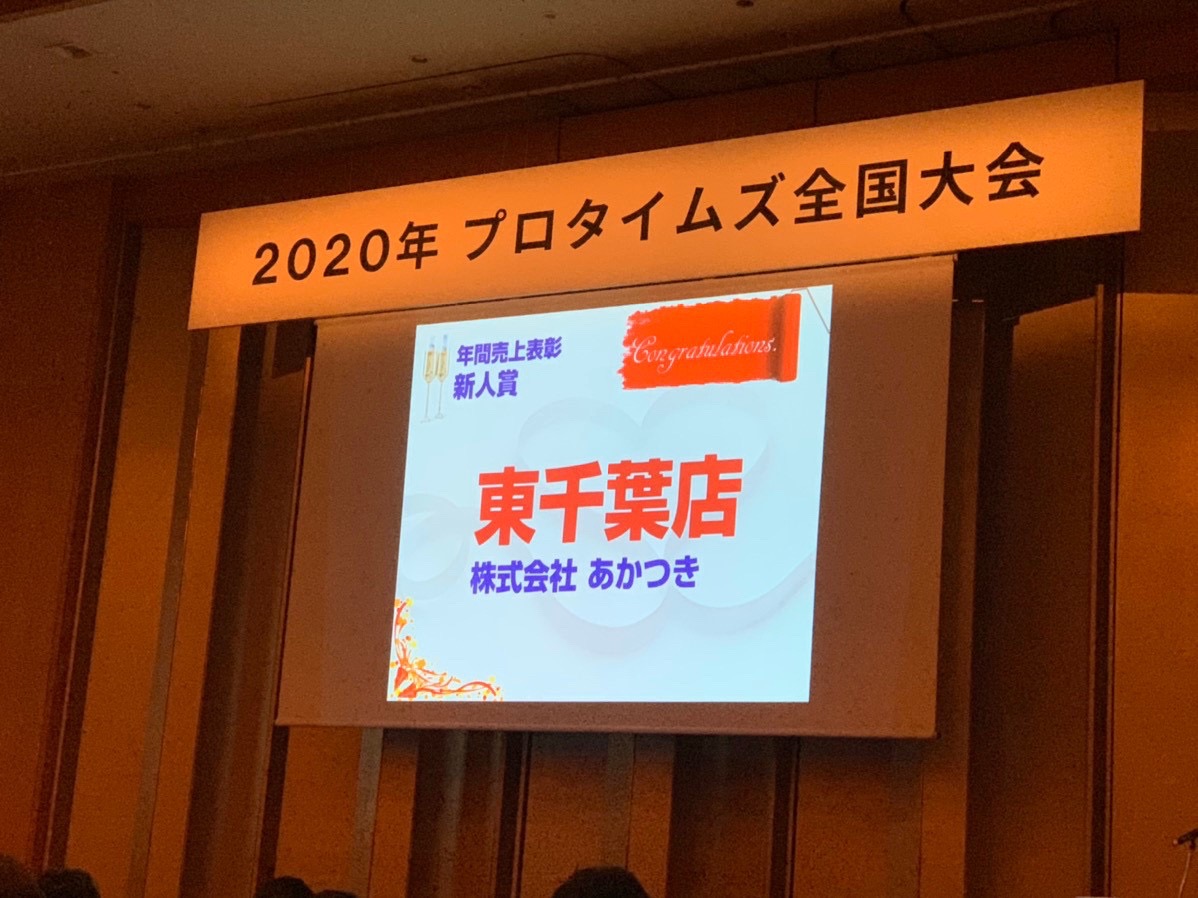 2020年 プロタイムズ全国大会
年間売上表彰
新人賞
Congratulations.
東千葉店
株式会社 あかつき